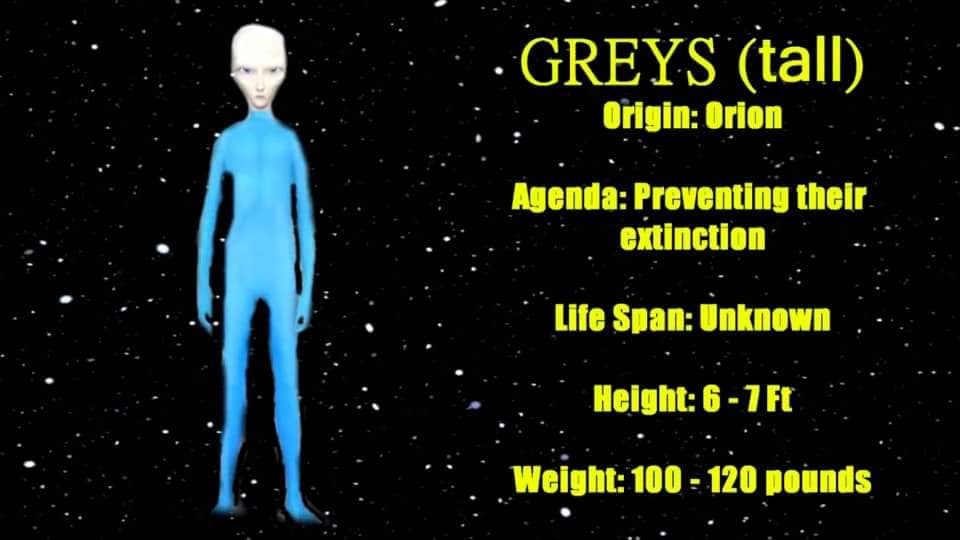 GREYS (tall)
Origin: Orion
Agenda: Preventing their
extinction
Life Span: Unknown
Height: 6 - 7 Ft
Weight: 100 - 120 pounds